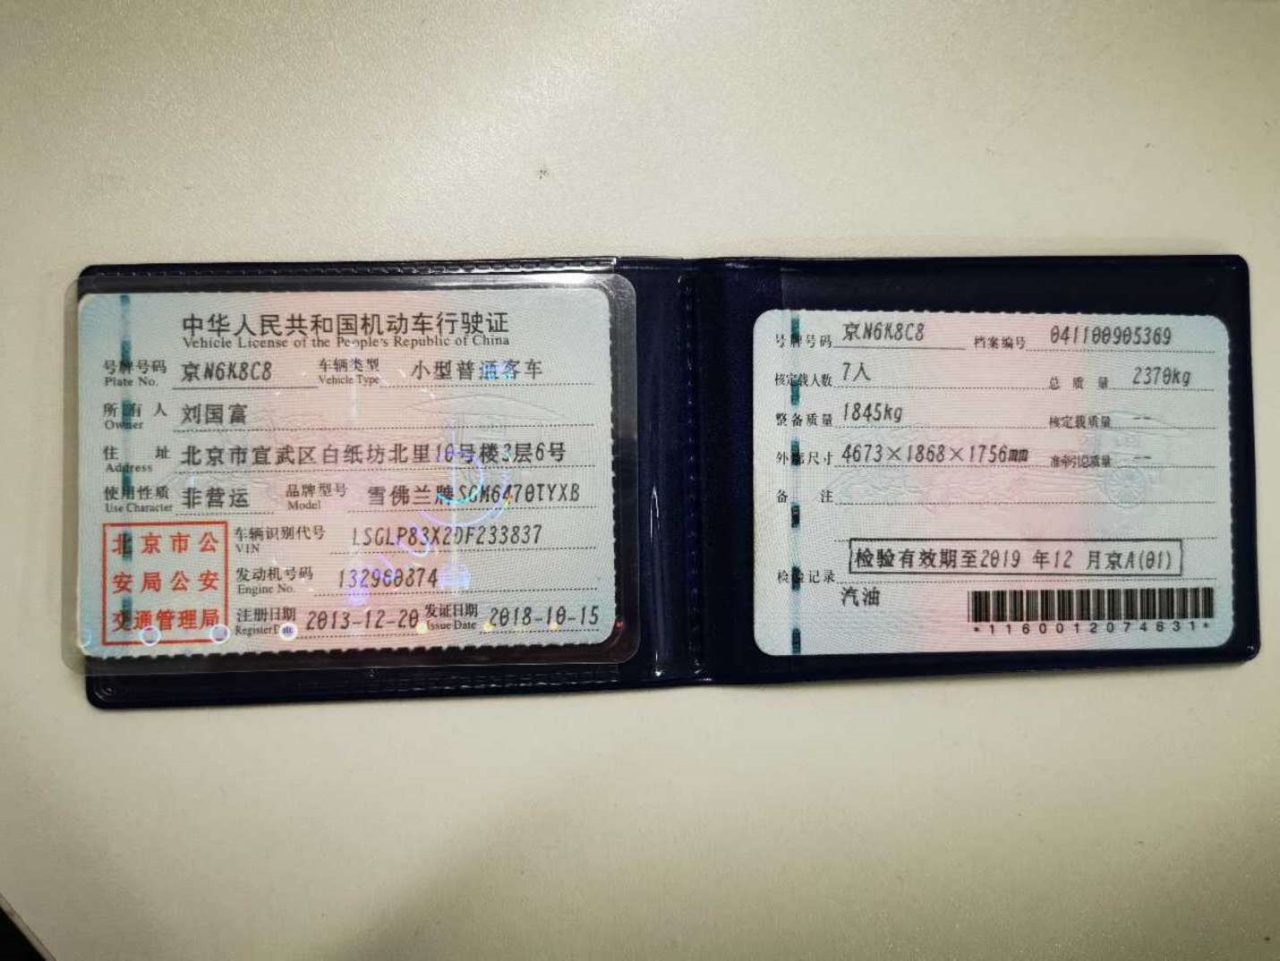 中华人民共和国机动车行驶证
Vehicle License of the People's Republic of China
号牌号码 京N6K8C8 车辆类型 小型普通客车
Plate No. Vehicle Type
所有人 刘国富
Owner
住址 北京市宣武区白纸坊北里10号楼3层6号
Address
使用性质 非营运 品牌型号 雪佛兰牌SGM6470TYXB
Use Character Model
北京市公
安局公安
交通管理局
车辆识别代号 LSGLP83X2DF233837
VIN
发动机号码 132960874
Engine No.
注册日期 2013-12-20 发证日期 2018-10-15
Register Date Issue Date
号牌号码 京N6K8C8 档案编号 041100905369
核定载人数 7人 总质量 2370kg
整备质量 1845kg 核定载质量 --
外廓尺寸 4673×1868×1756mm 准牵引总质量 --
备注
检验有效期至2019 年12 月京A(01)
检验记录
汽油
*1160012074631*